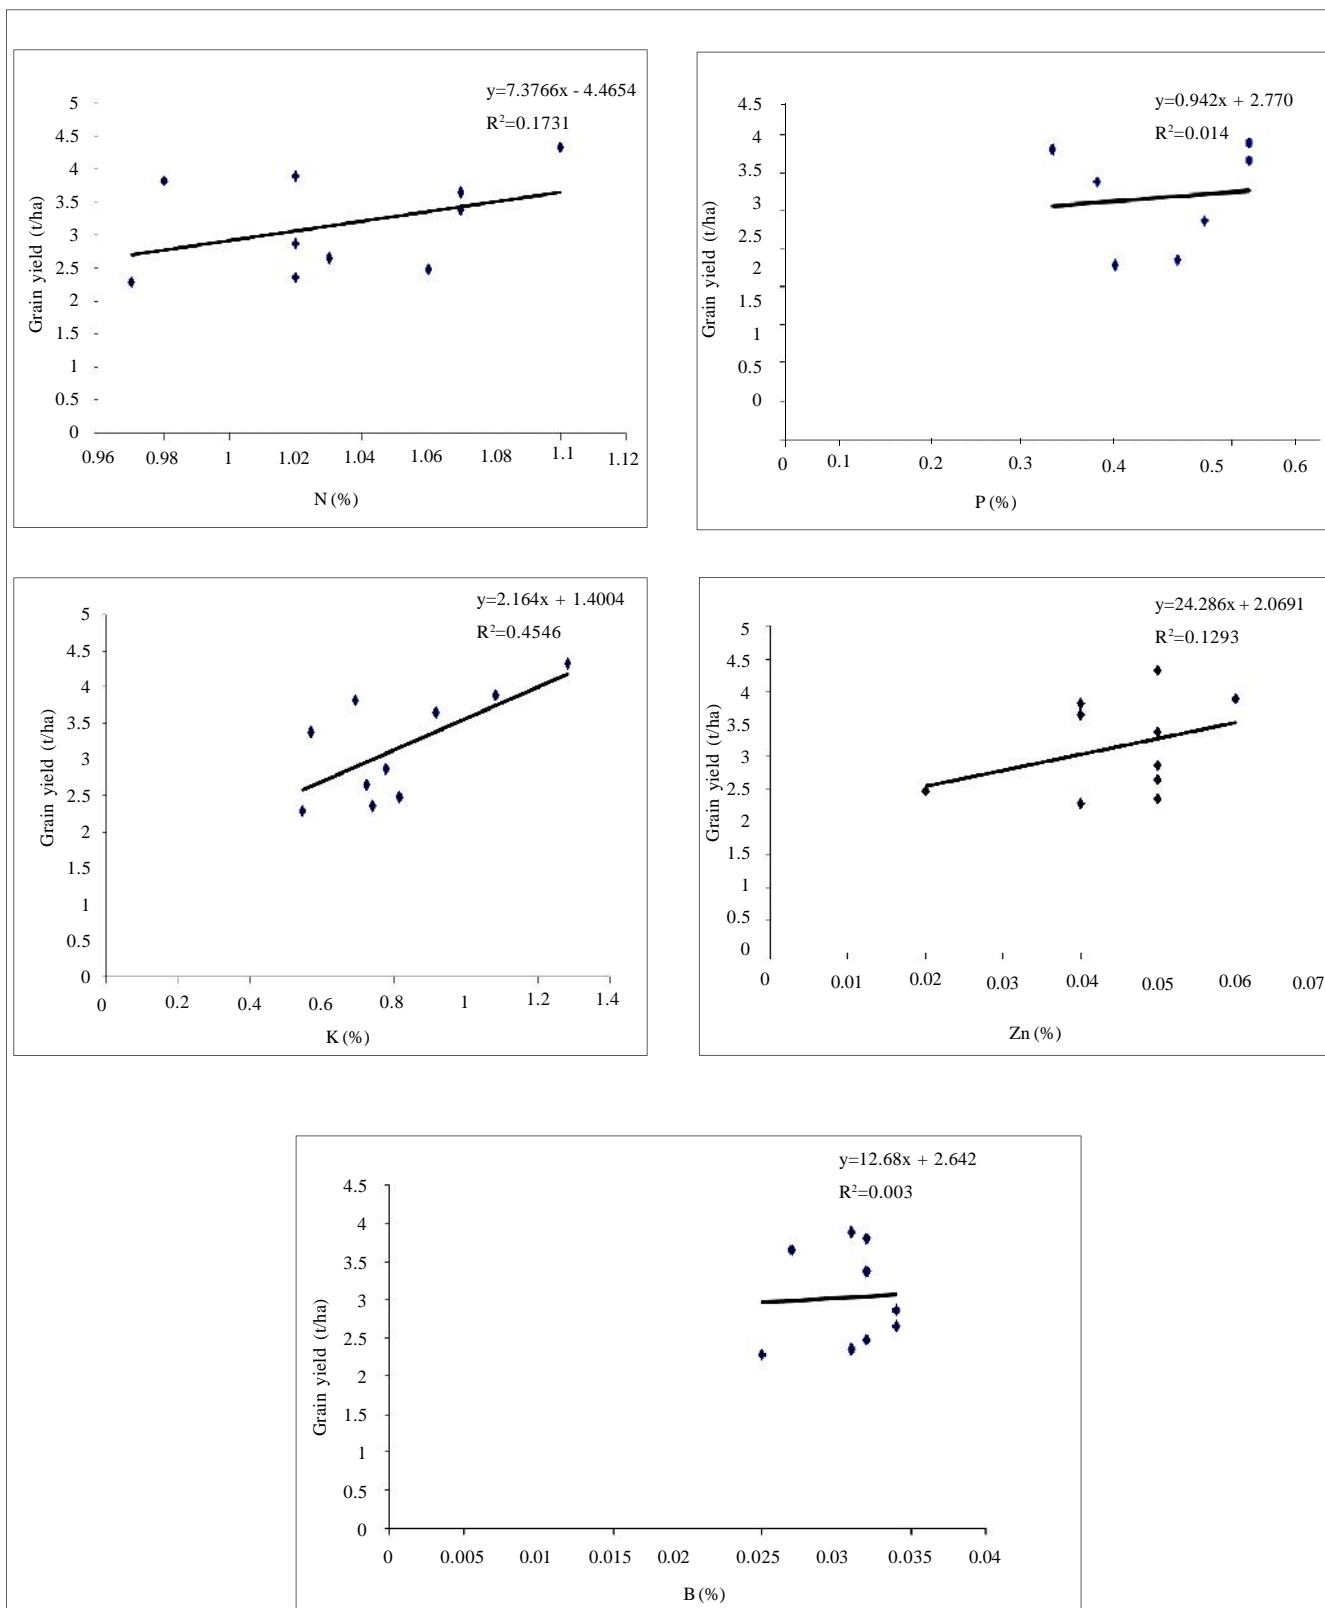 y=7.3766x - 4.4654
R²=0.1731
5
4.5
4
3.5
3
2.5
2
1.5
1
0.5
0
Grain yield (t/ha)
0.96 0.98 1 1.02 1.04 1.06 1.08 1.1 1.12
N (%)
y=0.942x + 2.770
R²=0.014
4.5
4
3.5
3
2.5
2
1.5
1
0.5
0
Grain yield (t/ha)
0 0.1 0.2 0.3 0.4 0.5 0.6
P (%)
y=2.164x + 1.4004
R²=0.4546
5
4.5
4
3.5
3
2.5
2
1.5
1
0.5
0
Grain yield (t/ha)
0 0.2 0.4 0.6 0.8 1 1.2 1.4
K (%)
y=24.286x + 2.0691
R²=0.1293
5
4.5
4
3.5
3
2.5
2
1.5
1
0.5
0
Grain yield (t/ha)
0 0.01 0.02 0.03 0.04 0.05 0.06 0.07
Zn (%)
y=12.68x + 2.642
R²=0.003
4.5
4
3.5
3
2.5
2
1.5
1
0.5
0
Grain yield (t/ha)
0 0.005 0.01 0.015 0.02 0.025 0.03 0.035 0.04
B (%)